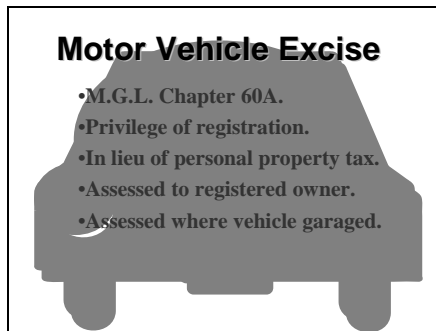 Motor Vehicle Excise
•M.G.L. Chapter 60A.
•Privilege of registration.
•In lieu of personal property tax.
•Assessed to registered owner.
•Assessed where vehicle garaged.